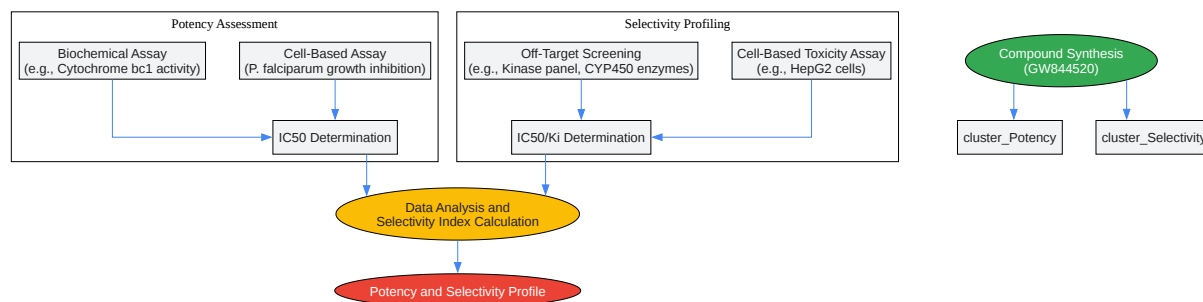 Potency Assessment
Biochemical Assay
(e.g., Cytochrome bc1 activity)
Cell-Based Assay
(P. falciparum growth inhibition)
IC50 Determination
Selectivity Profiling
Off-Target Screening
(e.g., Kinase panel, CYP450 enzymes)
Cell-Based Toxicity Assay
(e.g., HepG2 cells)
IC50/Ki Determination
Compound Synthesis
(GW844520)
cluster_Potency
cluster_Selectivity
Data Analysis and
Selectivity Index Calculation
Potency and Selectivity Profile